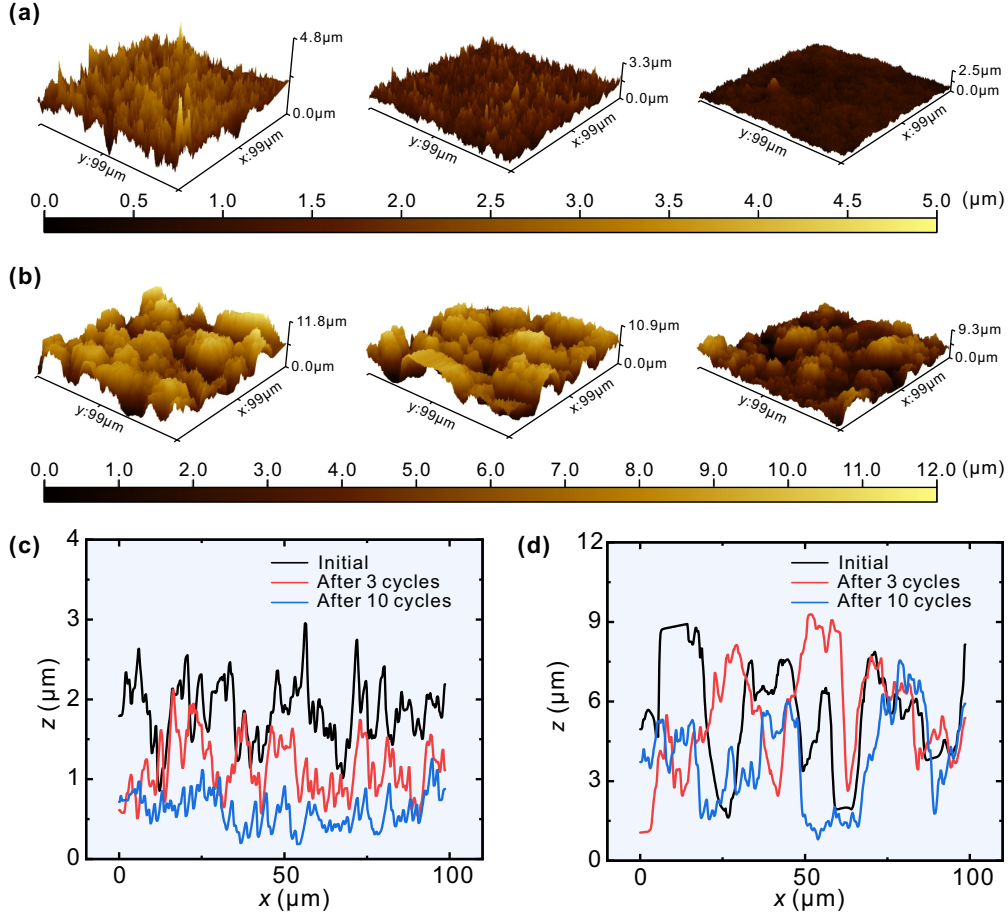 (a)
4.8μm
0.0μm
y:99μm
x:99μm
3.3μm
0.0μm
y:99μm
x:99μm
2.5μm
0.0μm
y:99μm
x:99μm
0.0 0.5 1.0 1.5 2.0 2.5 3.0 3.5 4.0 4.5 5.0 (μm)
(b)
11.8μm
0.0μm
y:99μm
x:99μm
10.9μm
0.0μm
y:99μm
x:99μm
9.3μm
0.0μm
y:99μm
x:99μm
0.0 1.0 2.0 3.0 4.0 5.0 6.0 7.0 8.0 9.0 10.0 11.0 12.0 (μm)
(c)
Initial
After 3 cycles
After 10 cycles
4
3
2
1
0
z (μm)
0 50 100
x (μm)
(d)
Initial
After 3 cycles
After 10 cycles
12
9
6
3
0
z (μm)
0 50 100
x (μm)